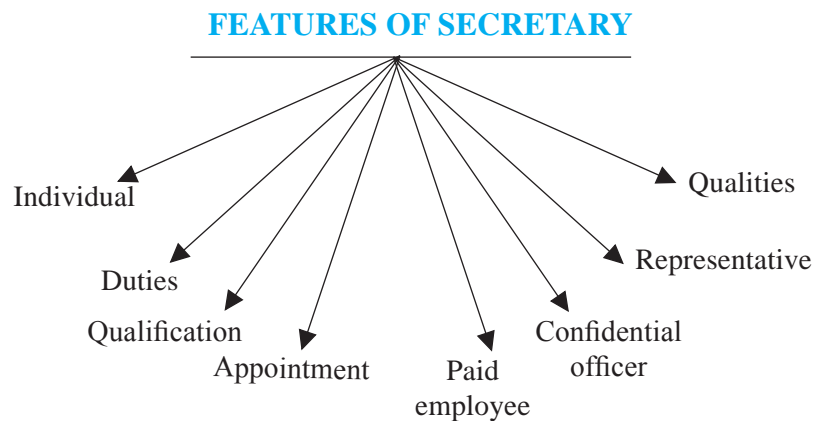 FEATURES OF SECRETARY
Individual
Duties
Qualification
Appointment
Paid
employee
Confidential
officer
Representative
Qualities